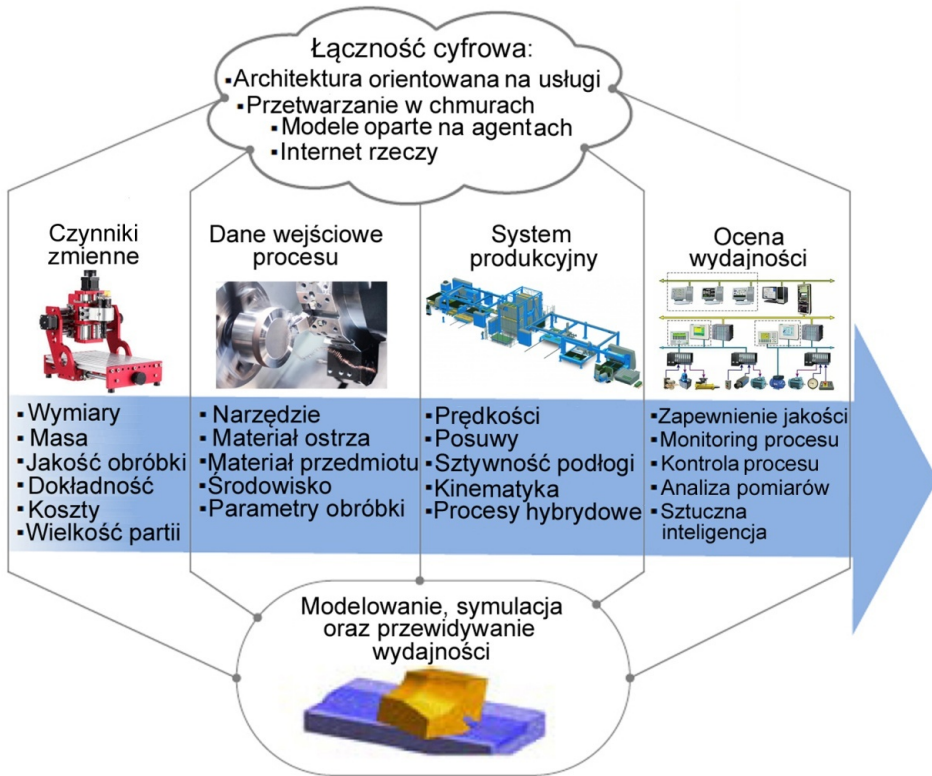 Łączność cyfrowa:
▪Architektura orientowana na usługi
▪Przetwarzanie w chmurach
▪Modele oparte na agentach
▪Internet rzeczy
Czynniki
zmienne
Dane wejściowe
procesu
System
produkcyjny
Ocena
wydajności
▪Wymiary
▪Masa
▪Jakość obróbki
▪Dokładność
▪Koszty
▪Wielkość partii
▪Narzędzie
▪Materiał ostrza
▪Materiał przedmiotu
▪Środowisko
▪Parametry obróbki
▪Prędkości
▪Posuwy
▪Sztywność podłogi
▪Kinematyka
▪Procesy hybrydowe
▪Zapewnienie jakości
▪Monitoring procesu
▪Kontrola procesu
▪Analiza pomiarów
▪Sztuczna
inteligencja
Modelowanie, symulacja
oraz przewidywanie
wydajności